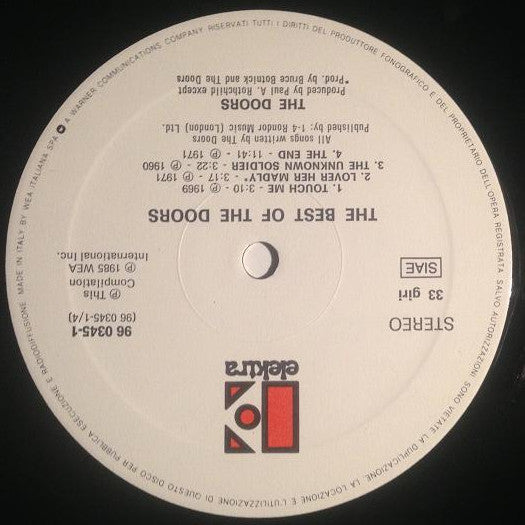 elektra
STEREO
33 giri
SIAE
96 0345-1
(96 0345-1/4)
℗ This
Compilation
℗ 1985 WEA
International Inc.
THE BEST OF THE DOORS
1. TOUCH ME - 3:10 - ℗ 1969
2. LOVER HER MADLY* - 3:17 - ℗ 1971
3. THE UNKNOWN SOLDIER - 3:22 - ℗ 1960
4. THE END - 11:41 - ℗ 1971
All songs written by The Doors
Published by: by 1-4 Rondor Music (London) Ltd.
THE DOORS
Produced by Paul A. Rothchild except
*Prod. by Bruce Botnick and The Doors
MADE IN ITALY BY WEA ITALIANA SPA • A WARNER COMMUNICATIONS COMPANY. RISERVATI TUTTI I DIRITTI DEL PRODUTTORE FONOGRAFICO E DEL PROPRIETARIO DELL'OPERA REGISTRATA. SALVO AUTORIZZAZIONI SONO VIETATE LA DUPLICAZIONE, LA LOCAZIONE E L'UTILIZZAZIONE DI QUESTO DISCO PER PUBBLICA ESECUZIONE E RADIODIFFUSIONE.